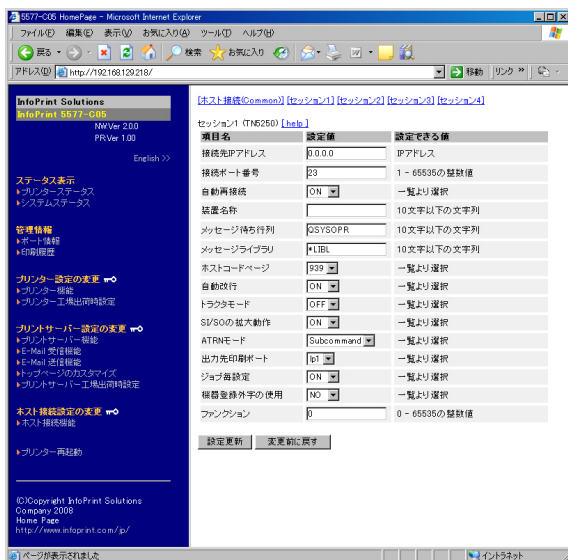 5577-C05 HomePage - Microsoft Internet Explorer
ファイル(F) 編集(E) 表示(V) お気に入り(A) ツール(T) ヘルプ(H)
戻る 検索 お気に入り
アドレス(D) http://192.168.129.218/ 移動 リンク »
InfoPrint Solutions
InfoPrint 5577-C05
NW.Ver 2.0.0
PR.Ver 1.00
English >>
ステータス表示
プリンターステータス
システムステータス
管理情報
ポート情報
印刷履歴
プリンター設定の変更
プリンター機能
プリンター工場出荷時設定
プリントサーバー設定の変更
プリントサーバー機能
E-Mail 受信機能
E-Mail 送信機能
トップページのカスタマイズ
プリントサーバー工場出荷時設定
ホスト接続設定の変更
ホスト接続機能
プリンター再起動
(C)Copyright InfoPrint Solutions
Company 2008
Home Page
http://www.infoprint.com/jp/
[ホスト接続(Common)] [セッション1] [セッション2] [セッション3] [セッション4]
セッション1 (TN5250) [help]
項目名 設定値 設定できる値
接続先IPアドレス 0.0.0.0 IPアドレス
接続ポート番号 23 1 - 65535の整数値
自動再接続 ON 一覧より選択
装置名称 10文字以下の文字列
メッセージ待ち行列 QSYSOPR 10文字以下の文字列
メッセージライブラリ *LIBL 10文字以下の文字列
ホストコードページ 939 一覧より選択
自動改行 ON 一覧より選択
トラクタモード OFF 一覧より選択
SI/SOの拡大動作 ON 一覧より選択
ATRNモード Subcommand 一覧より選択
出力先印刷ポート lp1 一覧より選択
ジョブ毎設定 ON 一覧より選択
機器登録外字の使用 NO 一覧より選択
ファンクション 0 0 - 65535の整数値
設定更新 変更前に戻す
ページが表示されました イントラネット